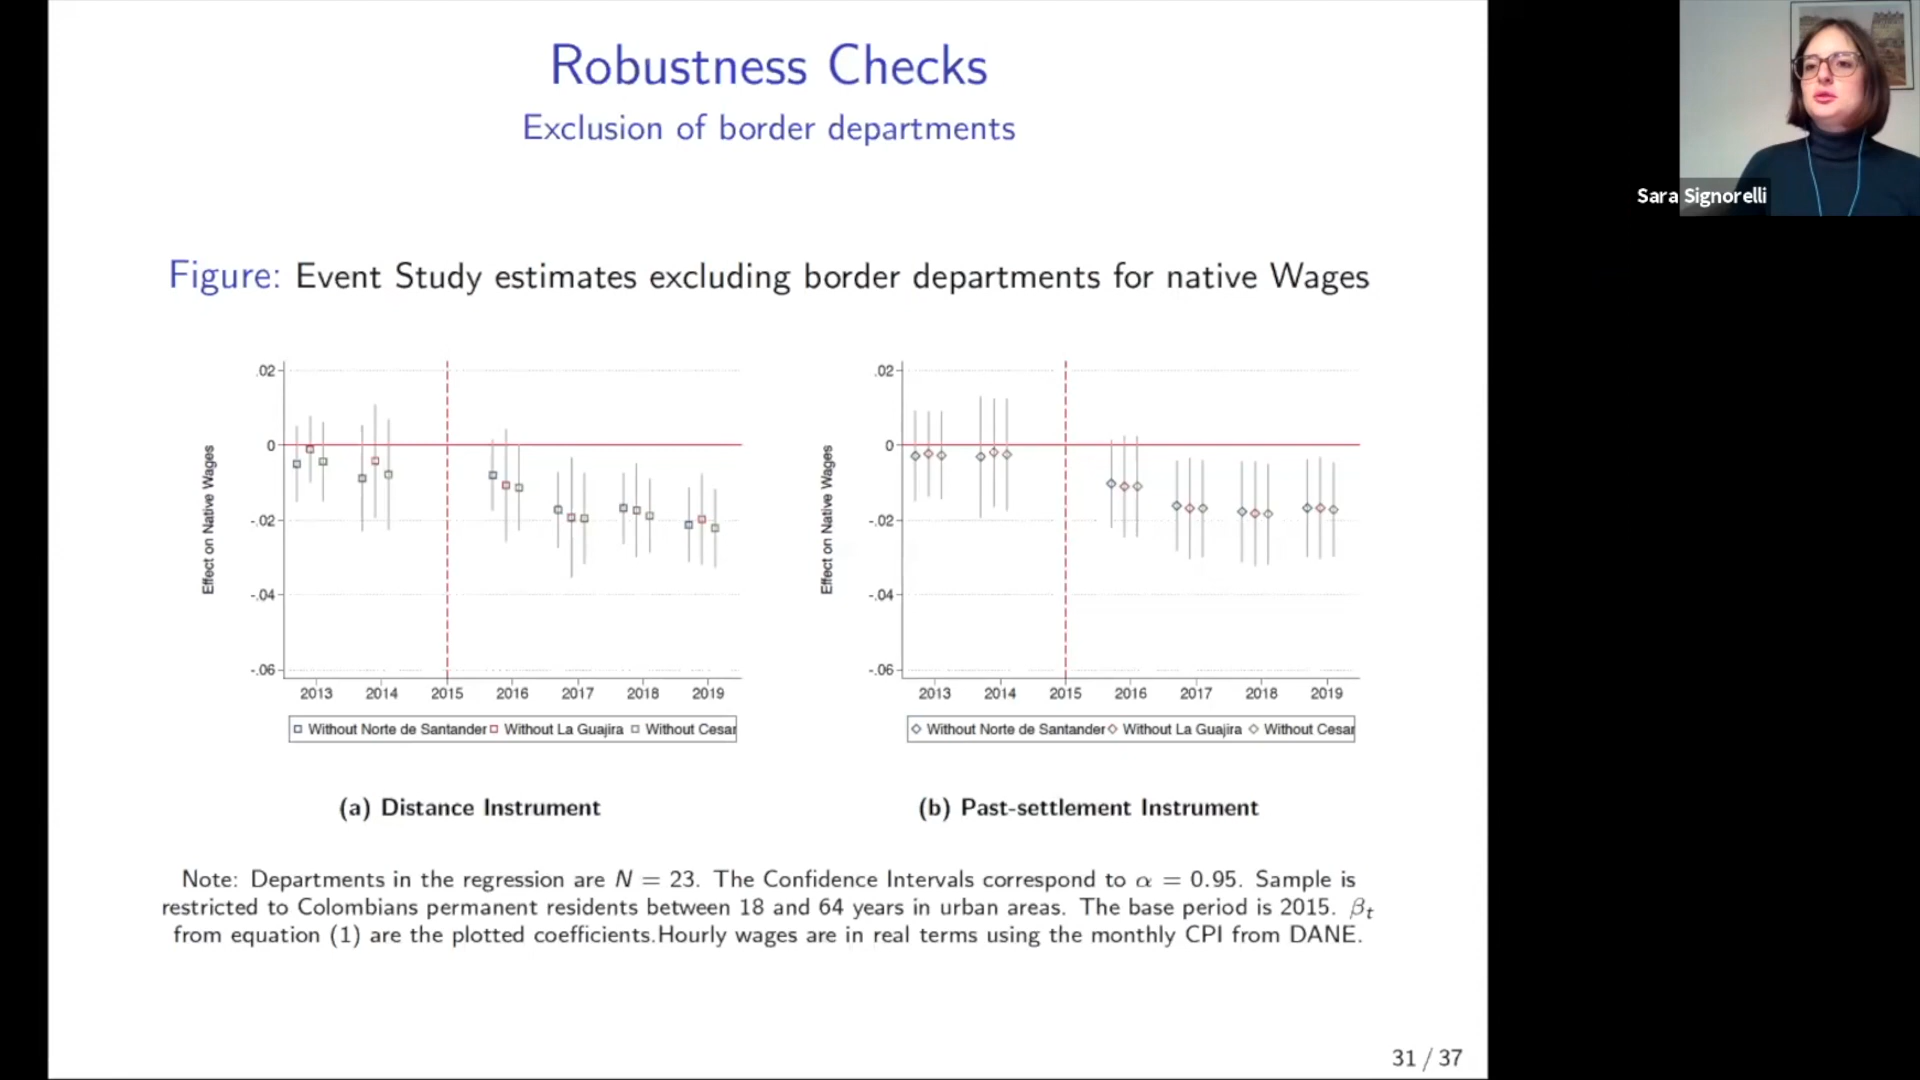 Robustness Checks
Exclusion of border departments
Sara Signorelli
Figure: Event Study estimates excluding border departments for native Wages
Effect on Native Wages
.02
0
-.02
-.04
-.06
2013 2014 2015 2016 2017 2018 2019
Without Norte de Santander Without La Guajira Without Cesar
(a) Distance Instrument
Effect on Native Wages
.02
0
-.02
-.04
-.06
2013 2014 2015 2016 2017 2018 2019
Without Norte de Santander Without La Guajira Without Cesar
(b) Past-settlement Instrument
Note: Departments in the regression are N = 23. The Confidence Intervals correspond to α = 0.95. Sample is
restricted to Colombians permanent residents between 18 and 64 years in urban areas. The base period is 2015. βt
from equation (1) are the plotted coefficients.Hourly wages are in real terms using the monthly CPI from DANE.
31 / 37